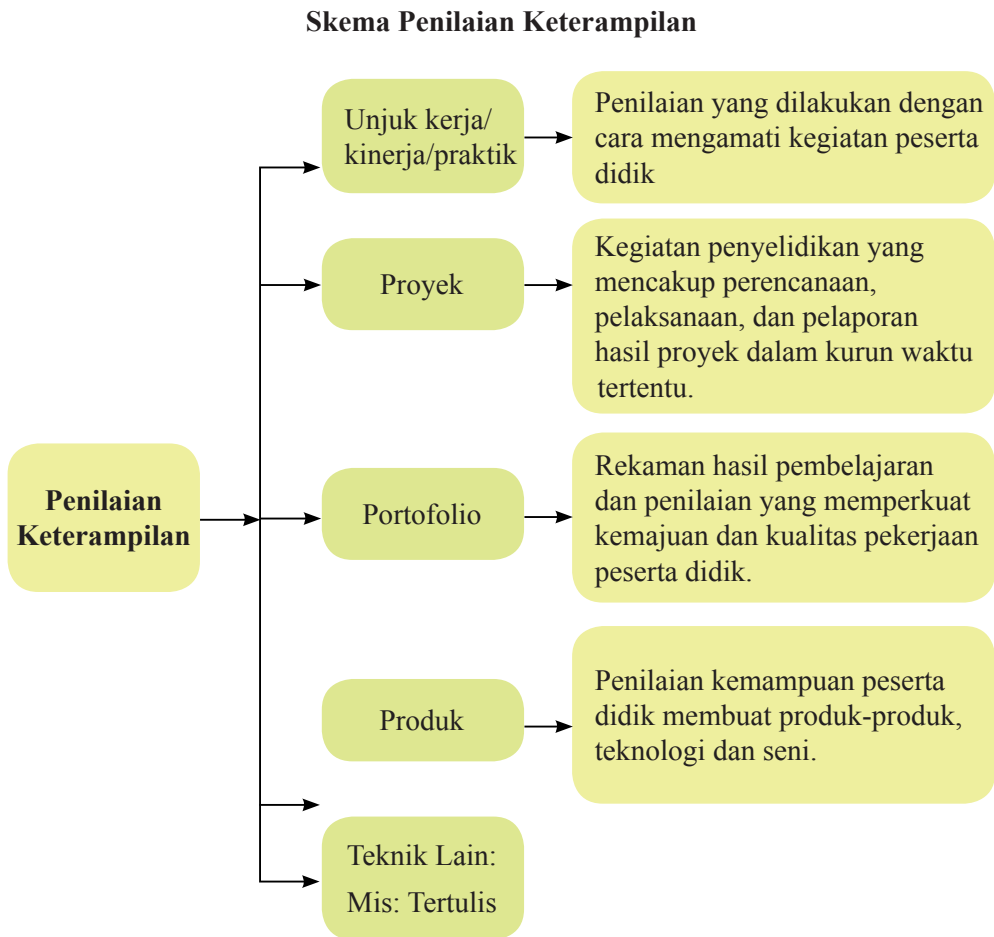 Skema Penilaian Keterampilan
Unjuk kerja/
kinerja/praktik
Penilaian yang dilakukan dengan
cara mengamati kegiatan peserta
didik
Proyek
Kegiatan penyelidikan yang
mencakup perencanaan,
pelaksanaan, dan pelaporan
hasil proyek dalam kurun waktu
tertentu.
Penilaian
Keterampilan
Portofolio
Rekaman hasil pembelajaran
dan penilaian yang memperkuat
kemajuan dan kualitas pekerjaan
peserta didik.
Produk
Penilaian kemampuan peserta
didik membuat produk-produk,
teknologi dan seni.
Teknik Lain:
Mis: Tertulis